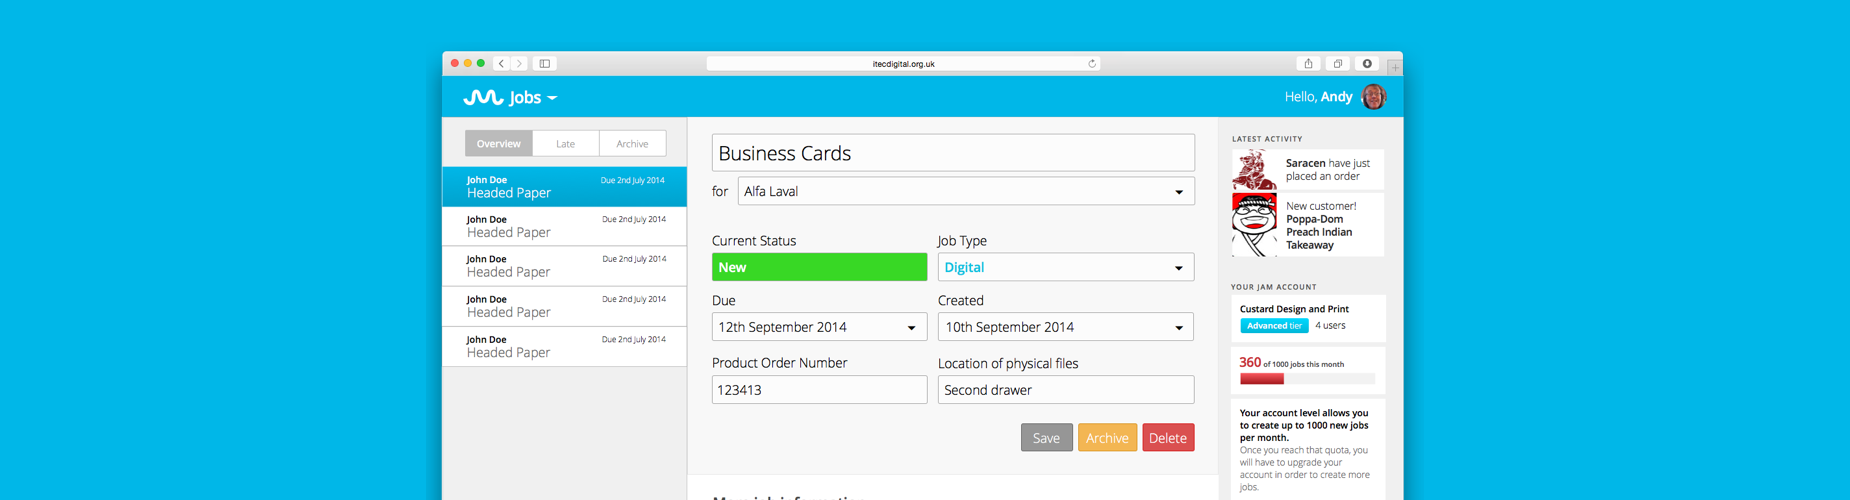 itecdigital.org.uk
Jobs
Hello, Andy
Overview
Late
Archive
John Doe
Due 2nd July 2014
Headed Paper
John Doe
Due 2nd July 2014
Headed Paper
John Doe
Due 2nd July 2014
Headed Paper
John Doe
Due 2nd July 2014
Headed Paper
John Doe
Due 2nd July 2014
Headed Paper
Business Cards
for
Alfa Laval
Current Status
Job Type
New
Digital
Due
Created
12th September 2014
10th September 2014
Product Order Number
Location of physical files
123413
Second drawer
Save
Archive
Delete
More job information
LATEST ACTIVITY
Saracen have just
placed an order
New customer!
Poppa-Dom
Preach Indian
Takeaway
YOUR JAM ACCOUNT
Custard Design and Print
Advanced tier
4 users
360 of 1000 jobs this month
Your account level allows you
to create up to 1000 new jobs
per month.
Once you reach that quota, you
will have to upgrade your
account in order to create more
jobs.